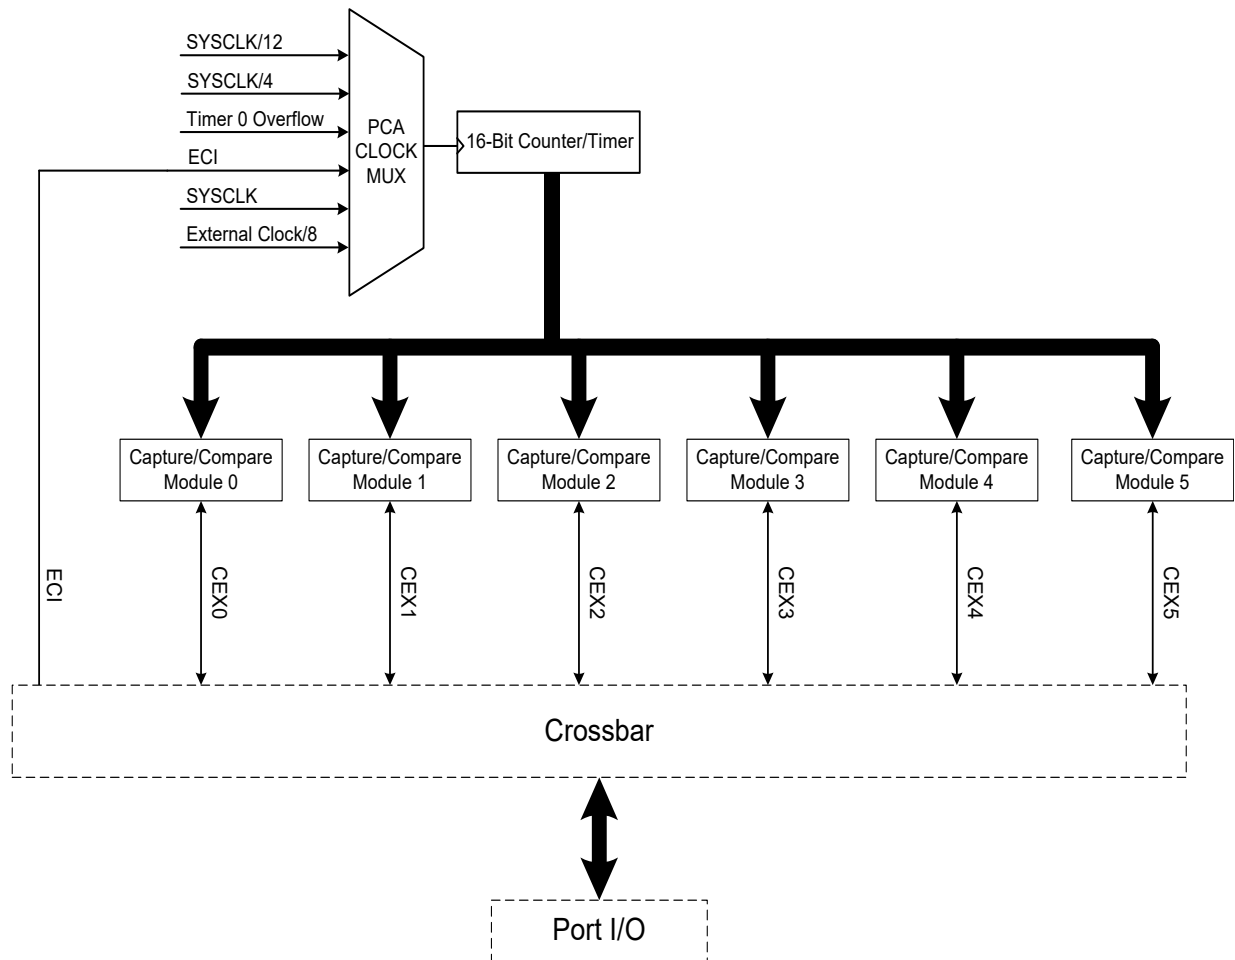 SYSCLK/12
SYSCLK/4
Timer 0 Overflow
ECI
SYSCLK
External Clock/8
PCA
CLOCK
MUX
16-Bit Counter/Timer
Capture/Compare
Module 0
Capture/Compare
Module 1
Capture/Compare
Module 2
Capture/Compare
Module 3
Capture/Compare
Module 4
Capture/Compare
Module 5
ECI
CEX0
CEX1
CEX2
CEX3
CEX4
CEX5
Crossbar
Port I/O